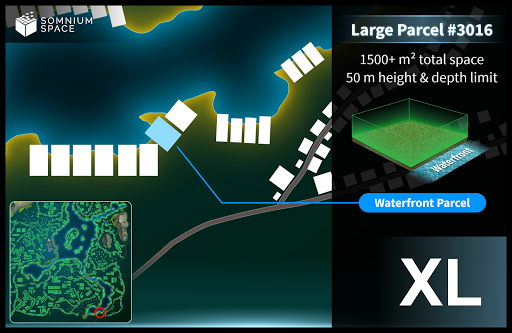 SOMNIUM
SPACE
Large Parcel #3016
1500+ m² total space
50 m height & depth limit
Waterfront
Waterfront Parcel
XL